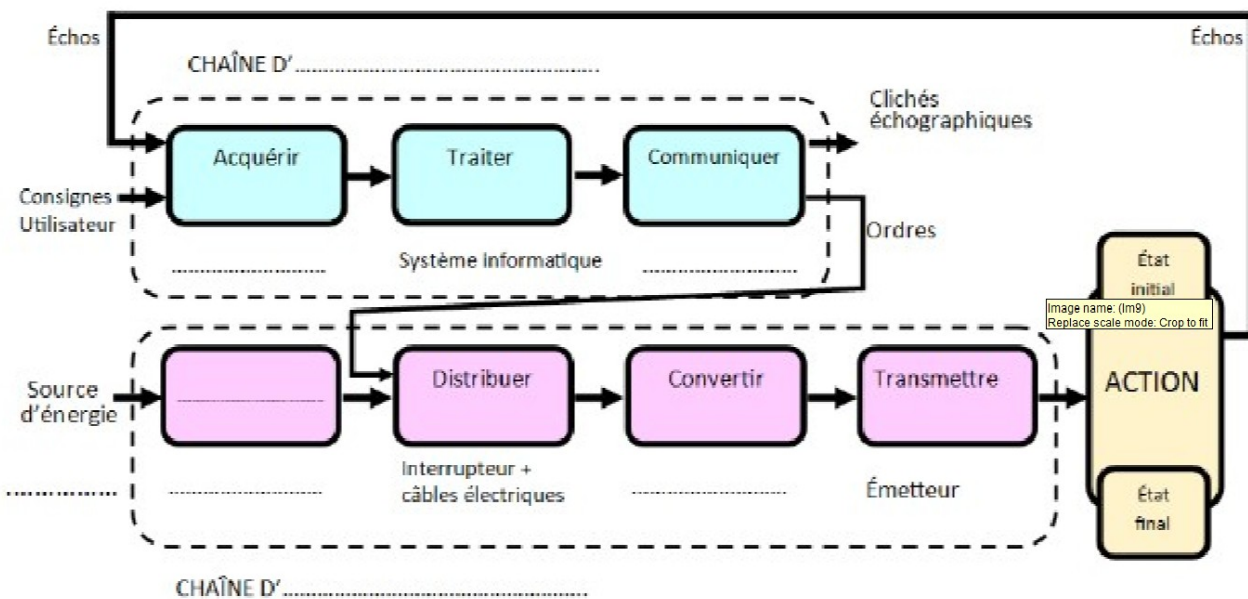 Échos
Échos
CHAÎNE D’................................................
Clichés
échographiques
Acquérir
Traiter
Communiquer
Consignes
Utilisateur
Ordres
..............................
Système informatique
..............................
État
initial
Image name: (Im9)
Replace scale mode: Crop to fit
Source
d’énergie
..............................
Distribuer
Convertir
Transmettre
ACTION
................
..............................
Interrupteur +
câbles électriques
..............................
Émetteur
État
final
CHAÎNE D’................................................